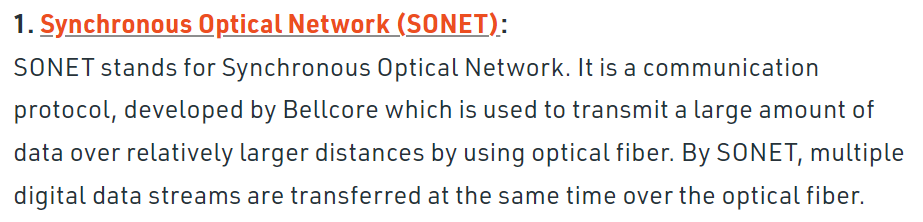 1. Synchronous Optical Network (SONET):
SONET stands for Synchronous Optical Network. It is a communication
protocol, developed by Bellcore which is used to transmit a large amount of
data over relatively larger distances by using optical fiber. By SONET, multiple
digital data streams are transferred at the same time over the optical fiber.